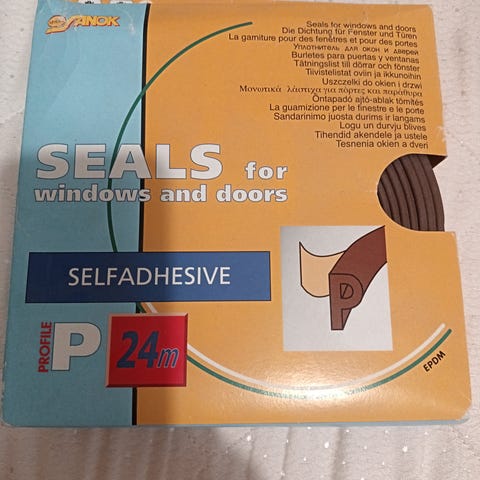 SANOK
Seals for windows and doors
Die Dichtung für Fenster und Türen
La garniture pour des fenêtres et pour des portes
Уплотнитель для окон и дверей
Burletes para puertas y ventanas
Tätningslist till dörrar och fönster
Tiivistelistat oviin ja ikkunoihin
Uszczelki do okien i drzwi
Μονωτικά λάστιχα για πόρτες και παράθυρα
Öntapadó ajtó-ablak tömítés
La guarnizione per le finestre e le porte
Sandarinimo juosta durims ir langams
Logu un durvju blīves
Tihendid akendele ja ustele
Tesnenia okien a dverí
SEALS for
windows and doors
SELFADHESIVE
P
PROFILE
P
24m
EPDM